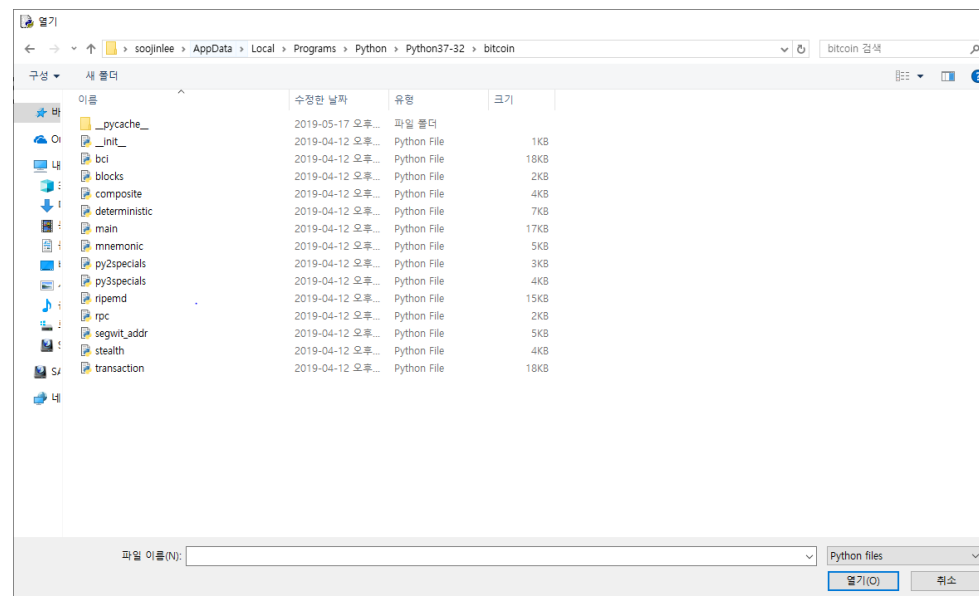 열기
soojinlee › AppData › Local › Programs › Python › Python37-32 › bitcoin
bitcoin 검색
구성 새 폴더
이름 수정한 날짜 유형 크기
__pycache__ 2019-05-17 오후... 파일 폴더
__init__ 2019-04-12 오후... Python File 1KB
bci 2019-04-12 오후... Python File 18KB
blocks 2019-04-12 오후... Python File 2KB
composite 2019-04-12 오후... Python File 4KB
deterministic 2019-04-12 오후... Python File 7KB
main 2019-04-12 오후... Python File 17KB
mnemonic 2019-04-12 오후... Python File 5KB
py2specials 2019-04-12 오후... Python File 3KB
py3specials 2019-04-12 오후... Python File 4KB
ripemd 2019-04-12 오후... Python File 15KB
rpc 2019-04-12 오후... Python File 2KB
segwit_addr 2019-04-12 오후... Python File 5KB
stealth 2019-04-12 오후... Python File 4KB
transaction 2019-04-12 오후... Python File 18KB
파일 이름(N): Python files
열기(O) 취소